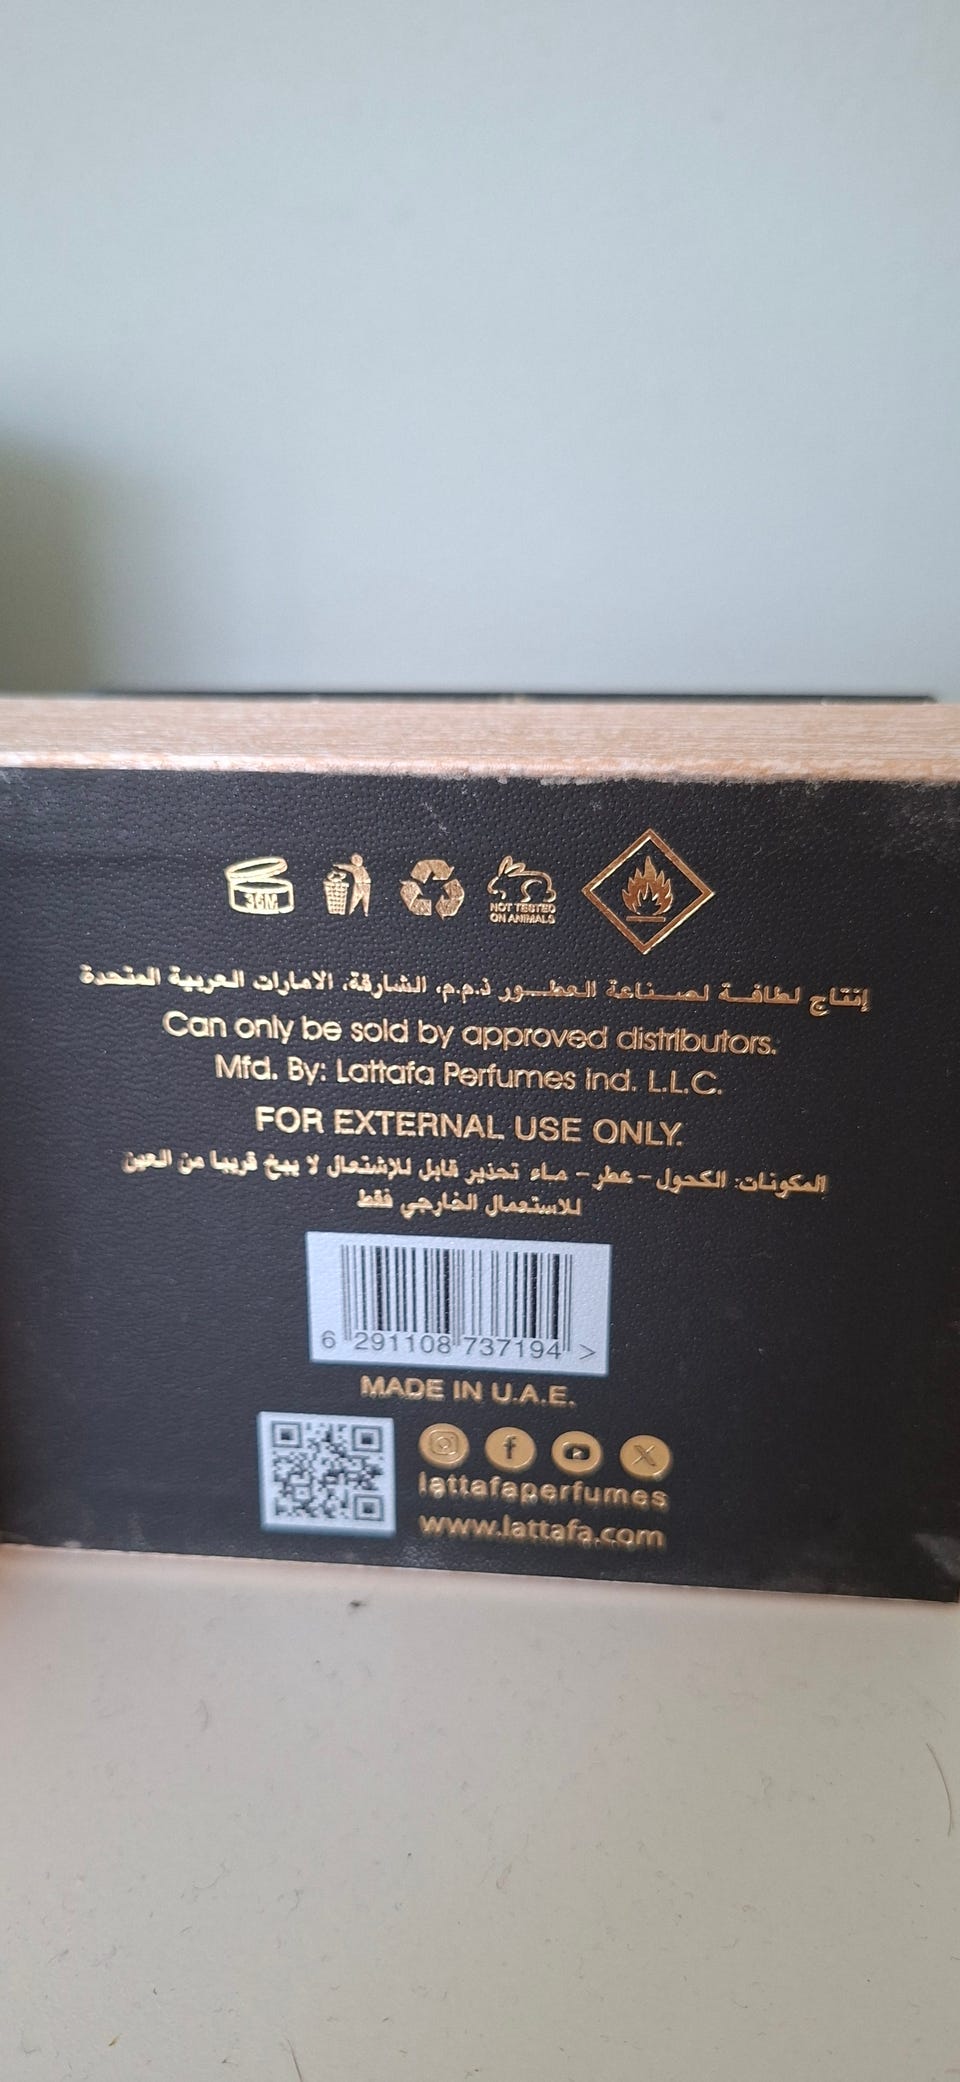 36M
NOT TESTED
ON ANIMALS
إنتاج لطافة لصناعة العطور ذ.م.م، الشارقة، الامارات العربية المتحدة
Can only be sold by approved distributors.
Mfd. By: Lattafa Perfumes Ind. L.L.C.
FOR EXTERNAL USE ONLY.
المكونات: الكحول - عطر - ماء تحذير قابل للإشتعال لا يبخ قريبا من العين
للاستعمال الخارجي فقط
6 291108 737194 >
MADE IN U.A.E.
lattafaperfumes
www.lattafa.com